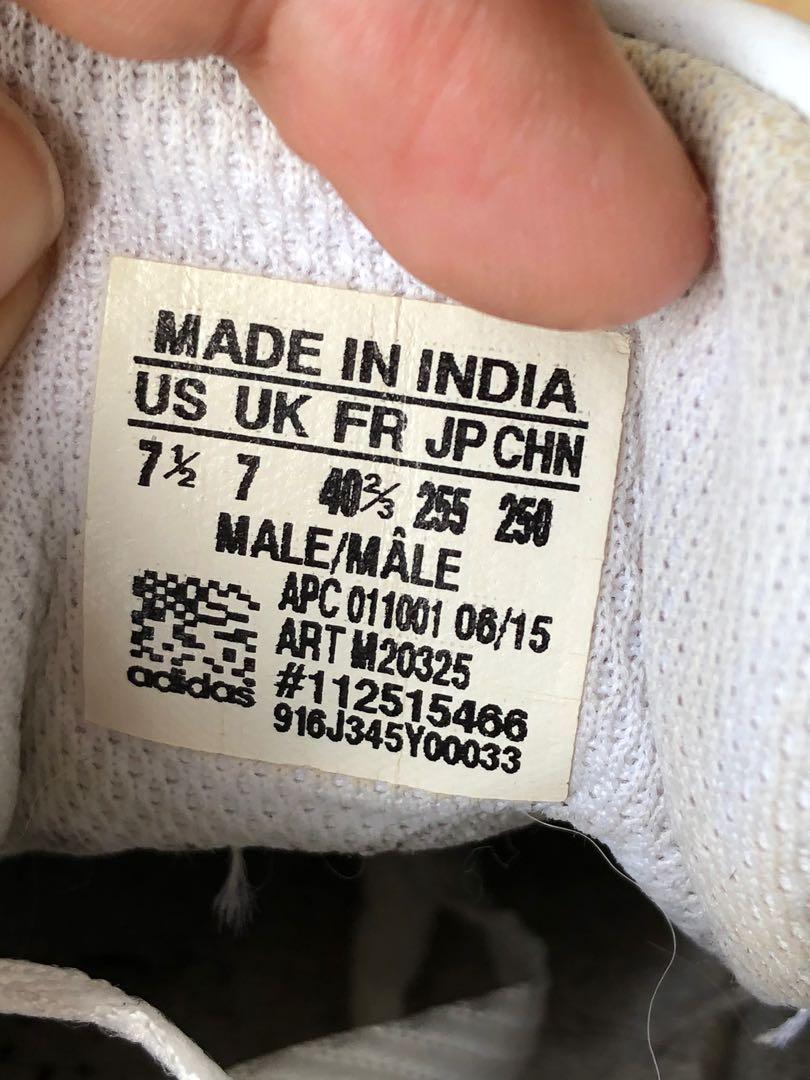 MADE IN INDIA
US UK FR JP CHN
7½ 7 40⅔ 255 250
MALE/MÂLE
APC 011001 06/15
ART M20325
#112515466
916J345Y00033
adidas